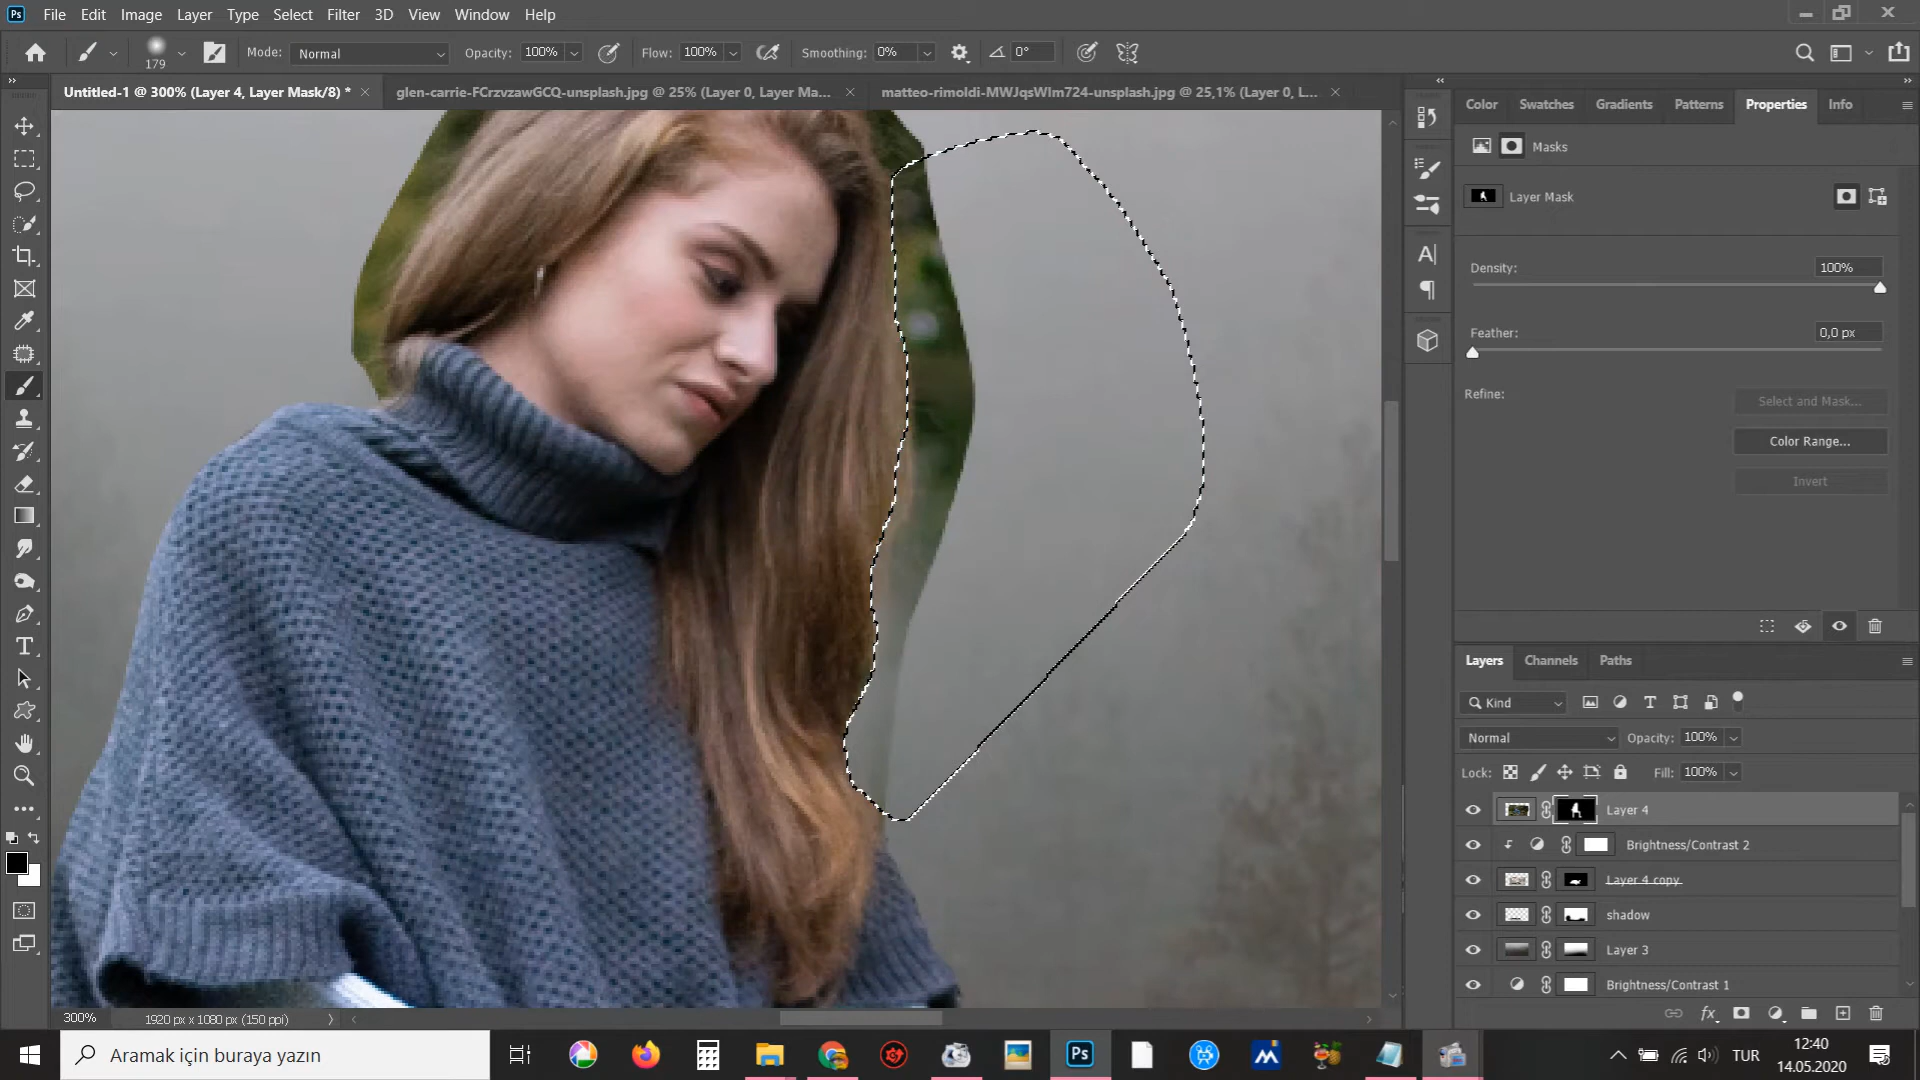 File Edit Image Layer Type Select Filter 3D View Window Help
179 Mode: Normal Opacity: 100% Flow: 100% Smoothing: 0% 0°
Untitled-1 @ 300% (Layer 4, Layer Mask/8) * glen-carrie-FCrzvzawGCQ-unsplash.jpg @ 25% (Layer 0, Layer Ma... matteo-rimoldi-MWJqsWIm724-unsplash.jpg @ 25,1% (Layer 0, L...
Color Swatches Gradients Patterns Properties Info
Masks
Layer Mask
Density: 100%
Feather: 0,0 px
Refine: Select and Mask...
Color Range...
Invert
Layers Channels Paths
Kind
Normal Opacity: 100%
Lock: Fill: 100%
Layer 4
Brightness/Contrast 2
Layer 4 copy
shadow
Layer 3
Brightness/Contrast 1
300% 1920 px x 1080 px (150 ppi)
Aramak için buraya yazın
TUR
12:40
14.05.2020